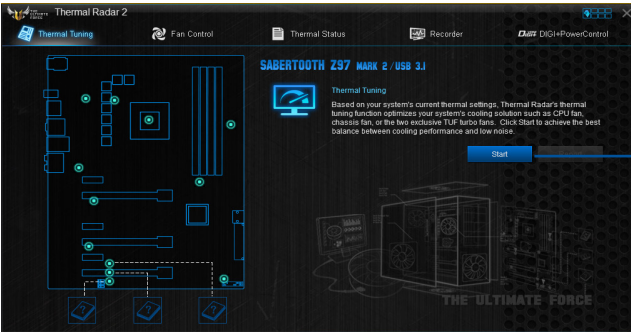 THE ULTIMATE FORCE
Thermal Radar 2
Thermal Tuning
Fan Control
Thermal Status
Recorder
DIGI+PowerControl
SABERTOOTH Z97 MARK 2/USB 3.1
Thermal Tuning
Based on your system's current thermal settings, Thermal Radar's thermal
tuning function optimizes your system's cooling solution such as CPU fan,
chassis fan, or the two exclusive TUF turbo fans. Click Start to achieve the best
balance between cooling performance and low noise.
Start
THE ULTIMATE FORCE
? ? ?